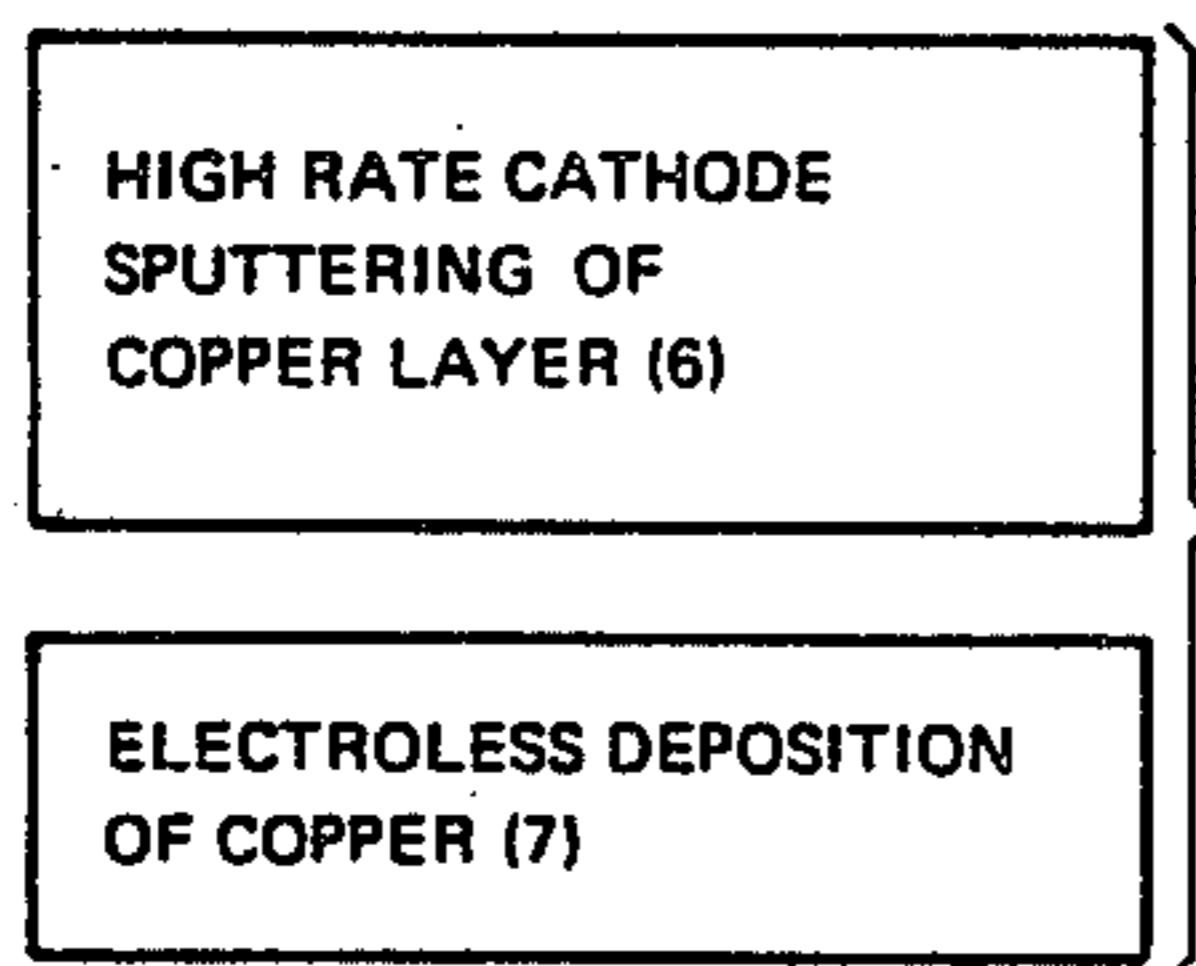 HIGH RATE CATHODE
SPUTTERING OF
COPPER LAYER (6)
ELECTROLESS DEPOSITION
OF COPPER (7)